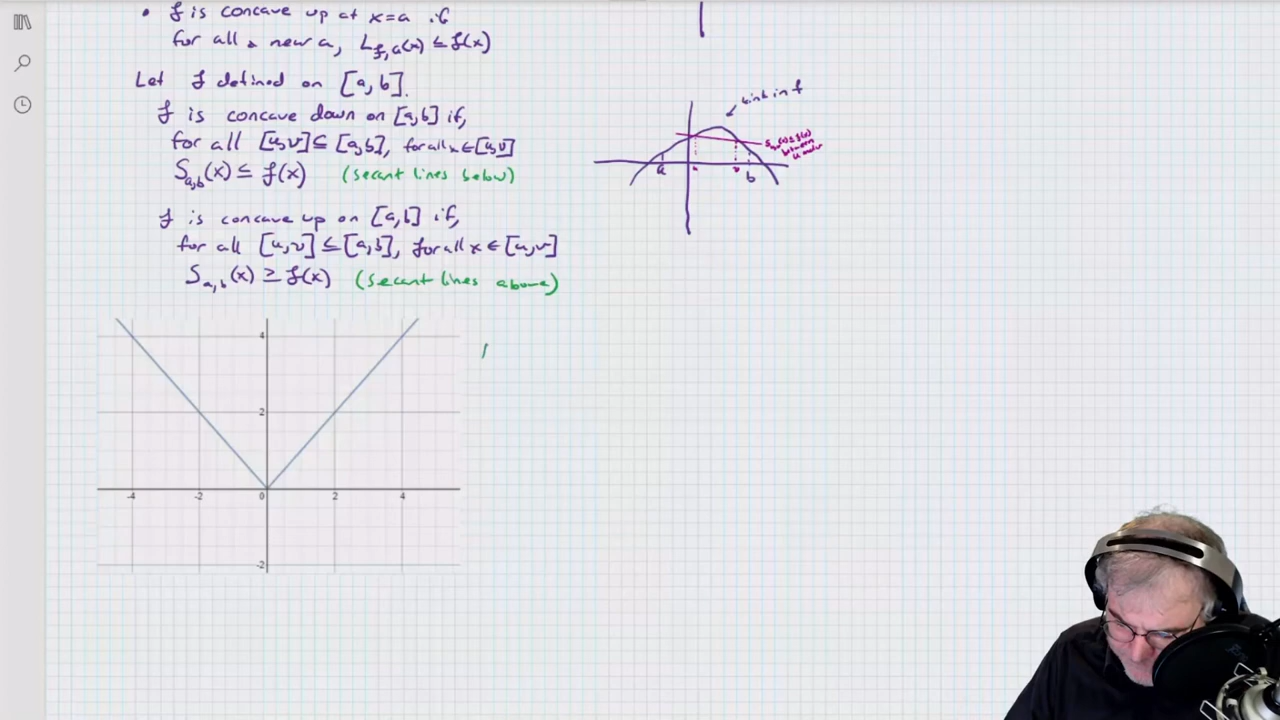 • f is concave up at x=a if
for all x near a, L_{f,a}(x) ≤ f(x)
Let f defined on [a,b].
f is concave down on [a,b] if,
for all [u,v] ⊆ [a,b], for all x ∈ [u,v]
S_{a,b}(x) ≤ f(x) (secant lines below)
f is concave up on [a,b] if,
for all [u,v] ⊆ [a,b], for all x ∈ [u,v]
S_{a,b}(x) ≥ f(x) (secant lines above)
in f
between
a
u
v
b
4
2
-4
-2
0
2
4
-2